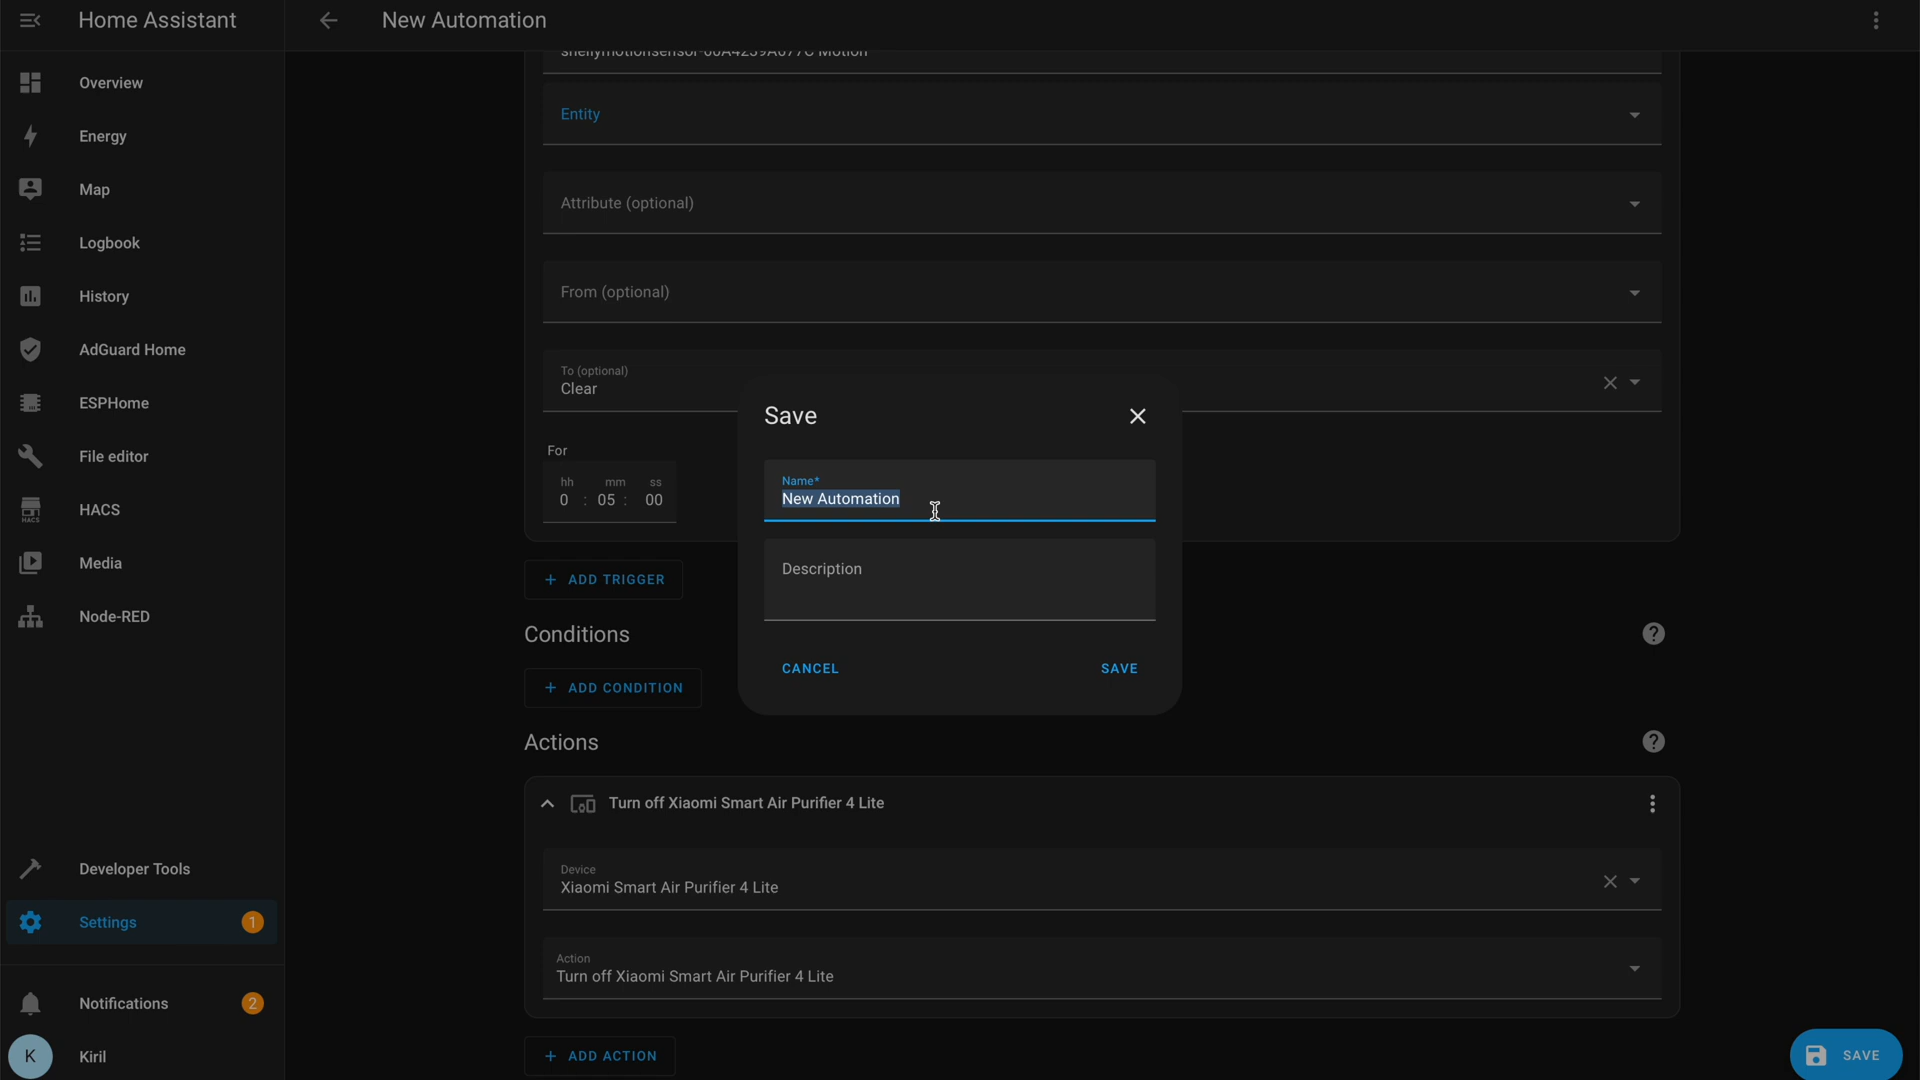 Home Assistant
New Automation
Overview
Energy
Map
Logbook
History
AdGuard Home
ESPHome
File editor
HACS
HACS
Media
Node-RED
Developer Tools
Settings 1
Notifications 2
K Kiril
Motion
Entity
Attribute (optional)
From (optional)
To (optional)
Clear
For
hh mm ss
0 : 05 : 00
+ ADD TRIGGER
Conditions
+ ADD CONDITION
Actions
Turn off Xiaomi Smart Air Purifier 4 Lite
Device
Xiaomi Smart Air Purifier 4 Lite
Action
Turn off Xiaomi Smart Air Purifier 4 Lite
+ ADD ACTION
Save
Name*
New Automation
Description
CANCEL
SAVE
SAVE